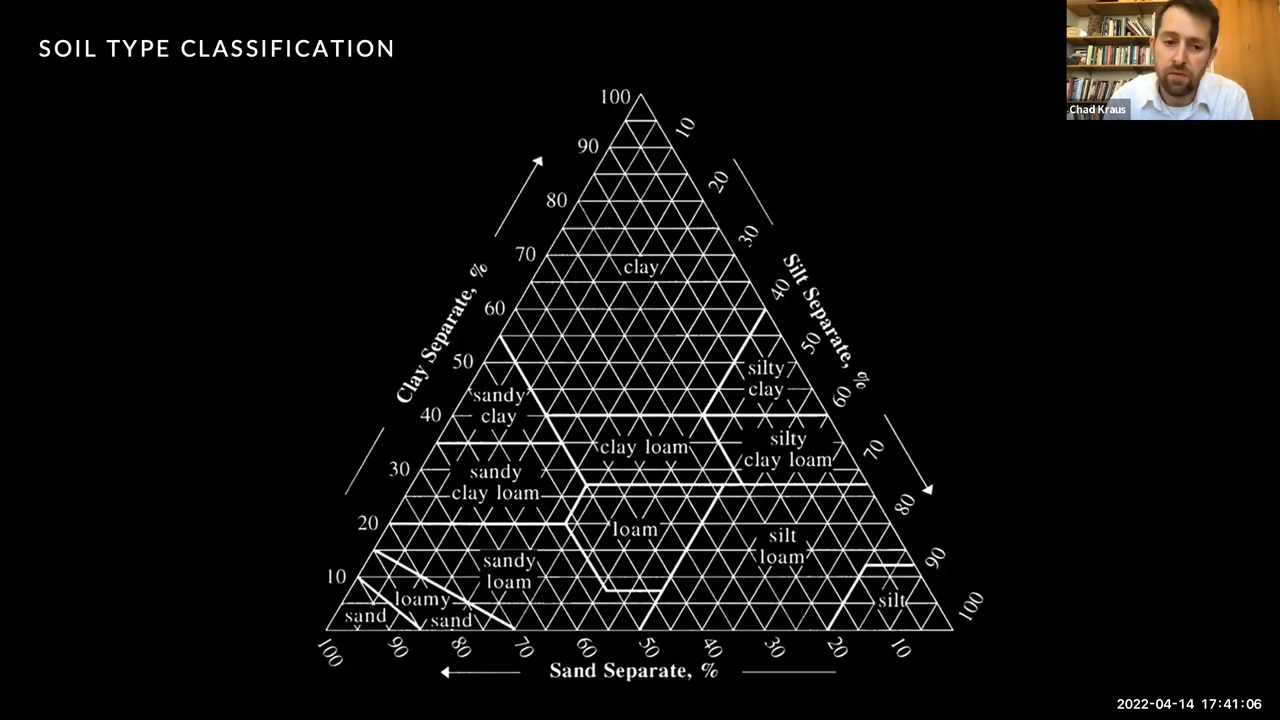 SOIL TYPE CLASSIFICATION
Chad Kraus
100
90
80
70
60
50
40
30
20
10
Clay Separate, %
10
20
30
40
50
60
70
80
90
100
Silt Separate, %
clay
silty
clay
sandy
clay
clay loam
silty
clay loam
sandy
clay loam
loam
silt
loam
sandy
loam
loamy
sand
sand
silt
100
90
80
70
60
50
40
30
20
10
Sand Separate, %
2022-04-14 17:41:06